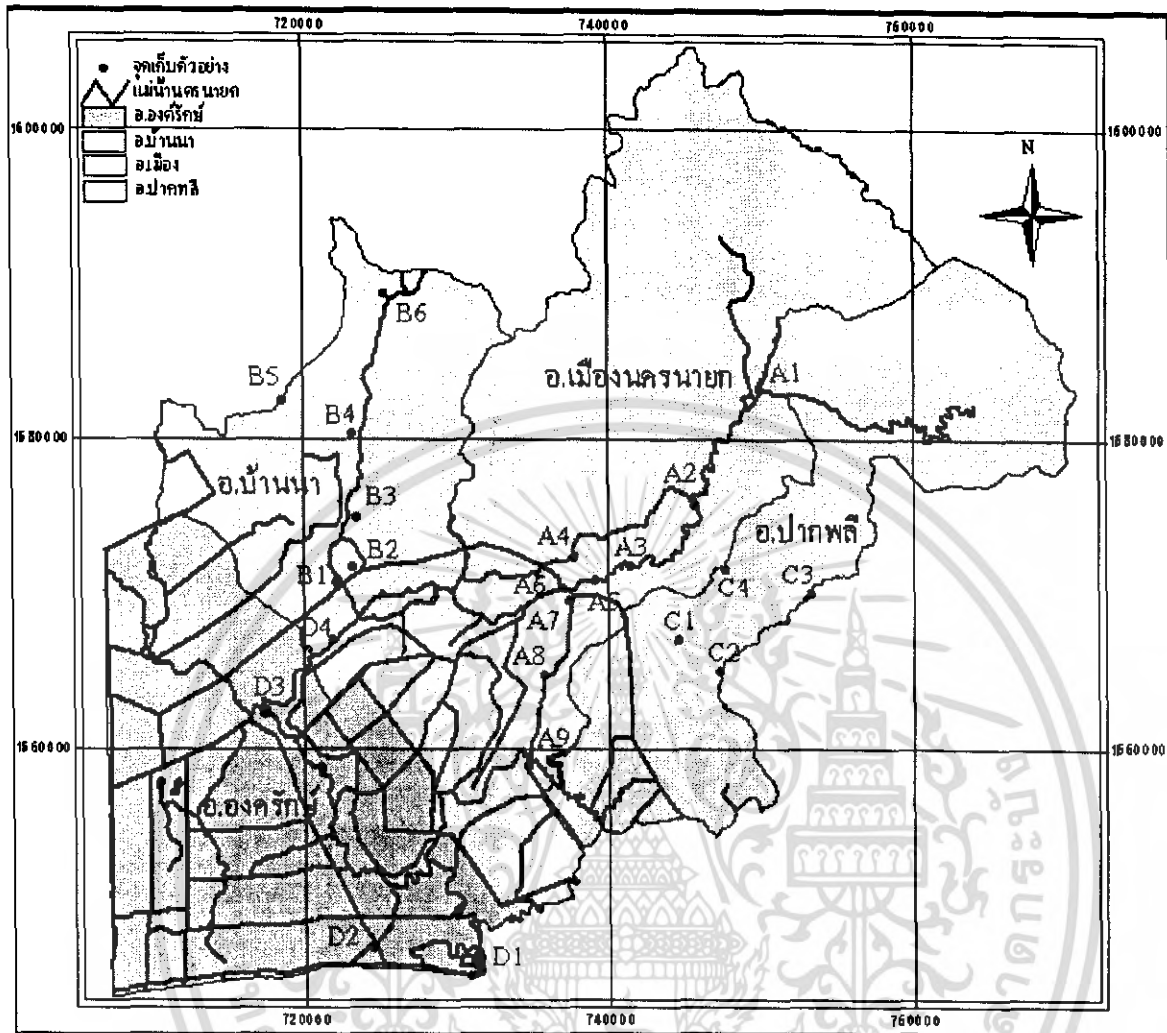 720000 740000 760000
จุดเก็บตัวอย่าง
แม่น้ำนครนายก
อ.องครักษ์
อ.บ้านนา
อ.เมือง
อ.ปากพลี
1600000 1600000
N
B6
B5
อ.เมืองนครนายก A1
B4
1580000 1580000
อ.บ้านนา A2
B3
อ.ปากพลี
A4
B2 A3 C3
B1 A6 C4
A5
A7
D4 C1
A8 C2
D3
1560000 A9 1560000
อ.องครักษ์
D2 D1
720000 740000 760000